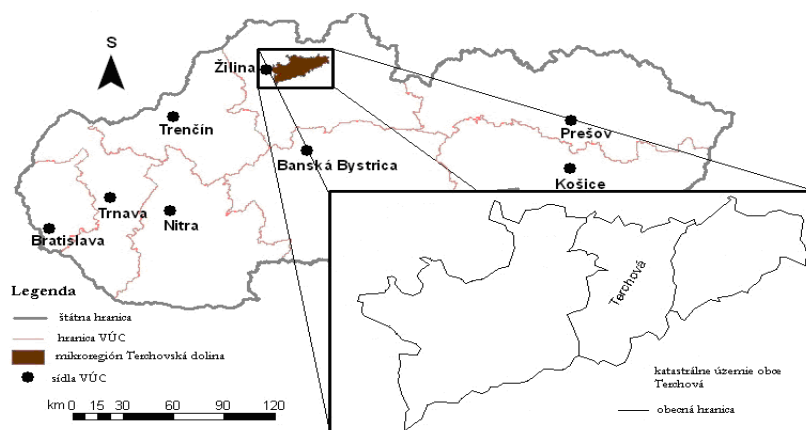 S
Žilina
Trenčín
Prešov
Banská Bystrica
Košice
Trnava
Nitra
Bratislava
Terchová
Legenda
štátna hranica
hranica VÚC
mikroregión Terchovská dolina
sídla VÚC
km 0 15 30 60 90 120
katastrálne územie obce
Terchová
obecná hranica